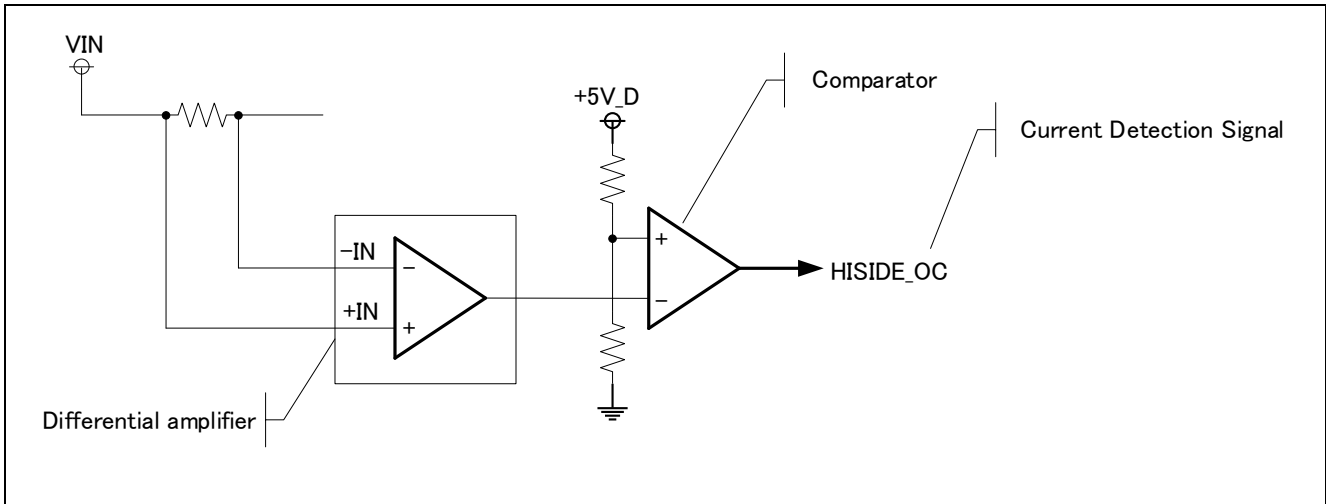 VIN
+5V_D
Comparator
Current Detection Signal
−IN
+
−
−
+IN
+
HISIDE_OC
Differential amplifier